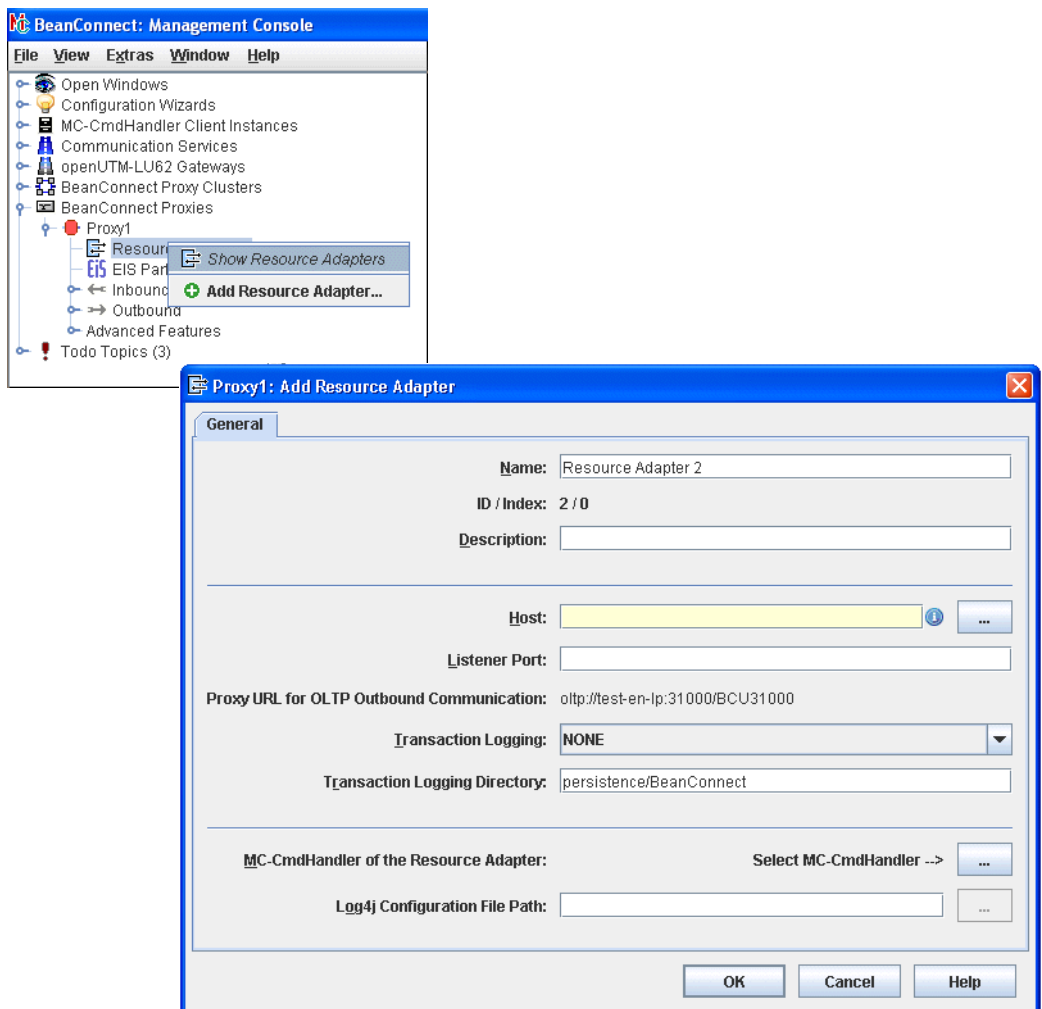 BeanConnect: Management Console
File View Extras Window Help
Open Windows
Configuration Wizards
MC-CmdHandler Client Instances
Communication Services
openUTM-LU62 Gateways
BeanConnect Proxy Clusters
BeanConnect Proxies
Proxy1
Resour
Show Resource Adapters
EIS Part
Inbound
Add Resource Adapter...
Outbound
Advanced Features
Todo Topics (3)
Proxy1: Add Resource Adapter
General
Name: Resource Adapter 2
ID / Index: 2 / 0
Description:
Host: ...
Listener Port:
Proxy URL for OLTP Outbound Communication: oltp://test-en-lp:31000/BCU31000
Transaction Logging: NONE
Transaction Logging Directory: persistence/BeanConnect
MC-CmdHandler of the Resource Adapter: Select MC-CmdHandler --> ...
Log4j Configuration File Path: ...
OK Cancel Help